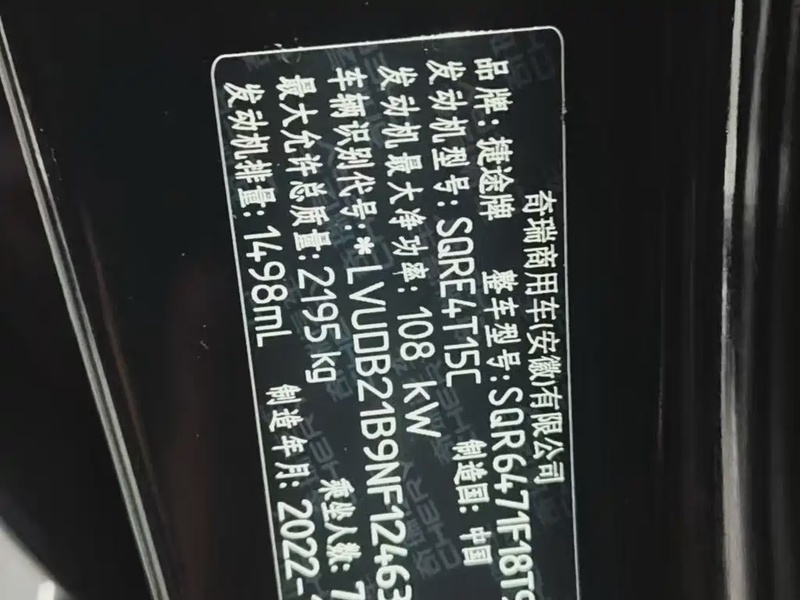 奇瑞商用车(安徽)有限公司
品牌: 捷途牌 整车型号: SQR6471F18T
发动机型号: SQRE4T15C 制造国: 中国
发动机最大净功率: 108 kW
车辆识别代号: *LVUDB21B9NF12463
最大允许总质量: 2195kg 乘坐人数: 7
发动机排量: 1498mL 制造年月: 2022-